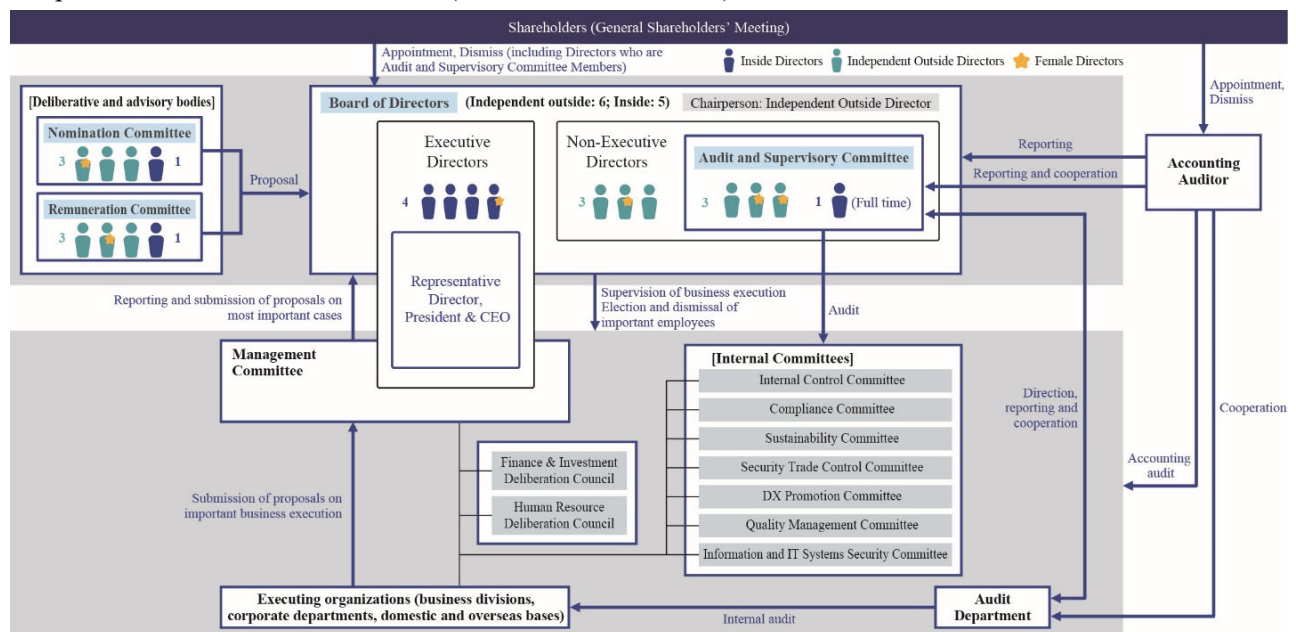 Shareholders (General Shareholders' Meeting)
Appointment, Dismiss (including Directors who are
Audit and Supervisory Committee Members)
Inside Directors
Independent Outside Directors
Female Directors
[Deliberative and advisory bodies]
Nomination Committee
3
1
Remuneration Committee
3
1
Proposal
Board of Directors
(Independent outside: 6; Inside: 5)
Chairperson: Independent Outside Director
Executive
Directors
4
Representative
Director,
President & CEO
Non-Executive
Directors
3
Audit and Supervisory Committee
3
1
(Full time)
Appointment,
Dismiss
Reporting
Reporting and cooperation
Accounting
Auditor
Reporting and submission of proposals on
most important cases
Supervision of business execution
Election and dismissal of
important employees
Audit
Management
Committee
[Internal Committees]
Internal Control Committee
Compliance Committee
Sustainability Committee
Security Trade Control Committee
DX Promotion Committee
Quality Management Committee
Information and IT Systems Security Committee
Direction,
reporting and
cooperation
Cooperation
Accounting
audit
Finance & Investment
Deliberation Council
Human Resource
Deliberation Council
Submission of proposals on
important business execution
Executing organizations (business divisions,
corporate departments, domestic and overseas bases)
Internal audit
Audit
Department